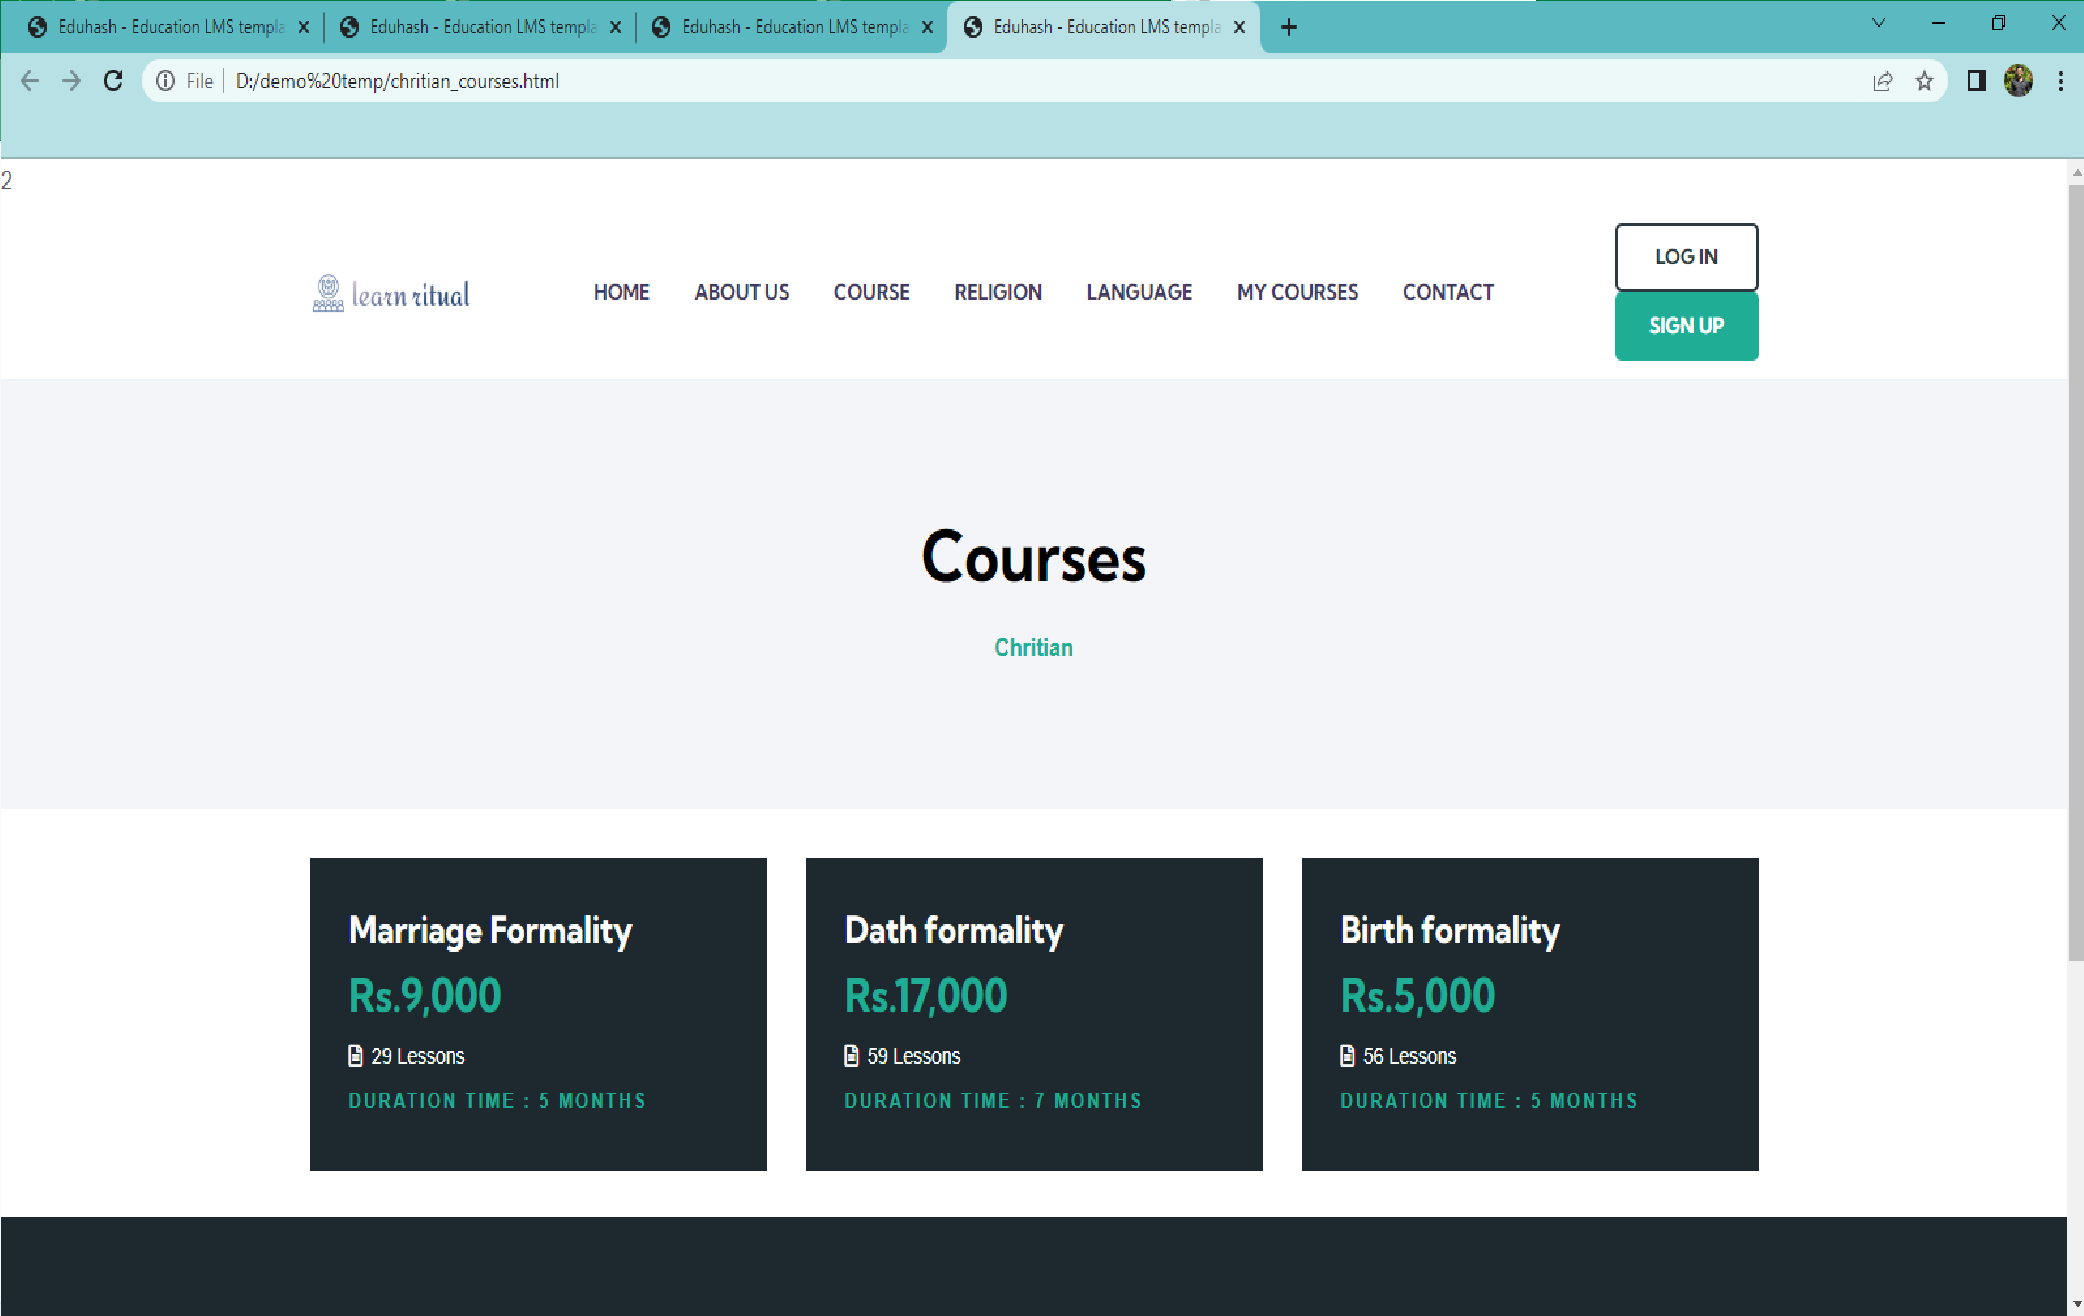 Eduhash - Education LMS templa Eduhash - Education LMS templa Eduhash - Education LMS templa Eduhash - Education LMS templa
File D:/demo%20temp/chritian_courses.html
2
learn ritual HOME ABOUT US COURSE RELIGION LANGUAGE MY COURSES CONTACT
LOG IN
SIGN UP
Courses
Chritian
Marriage Formality
Rs.9,000
29 Lessons
DURATION TIME : 5 MONTHS
Dath formality
Rs.17,000
59 Lessons
DURATION TIME : 7 MONTHS
Birth formality
Rs.5,000
56 Lessons
DURATION TIME : 5 MONTHS